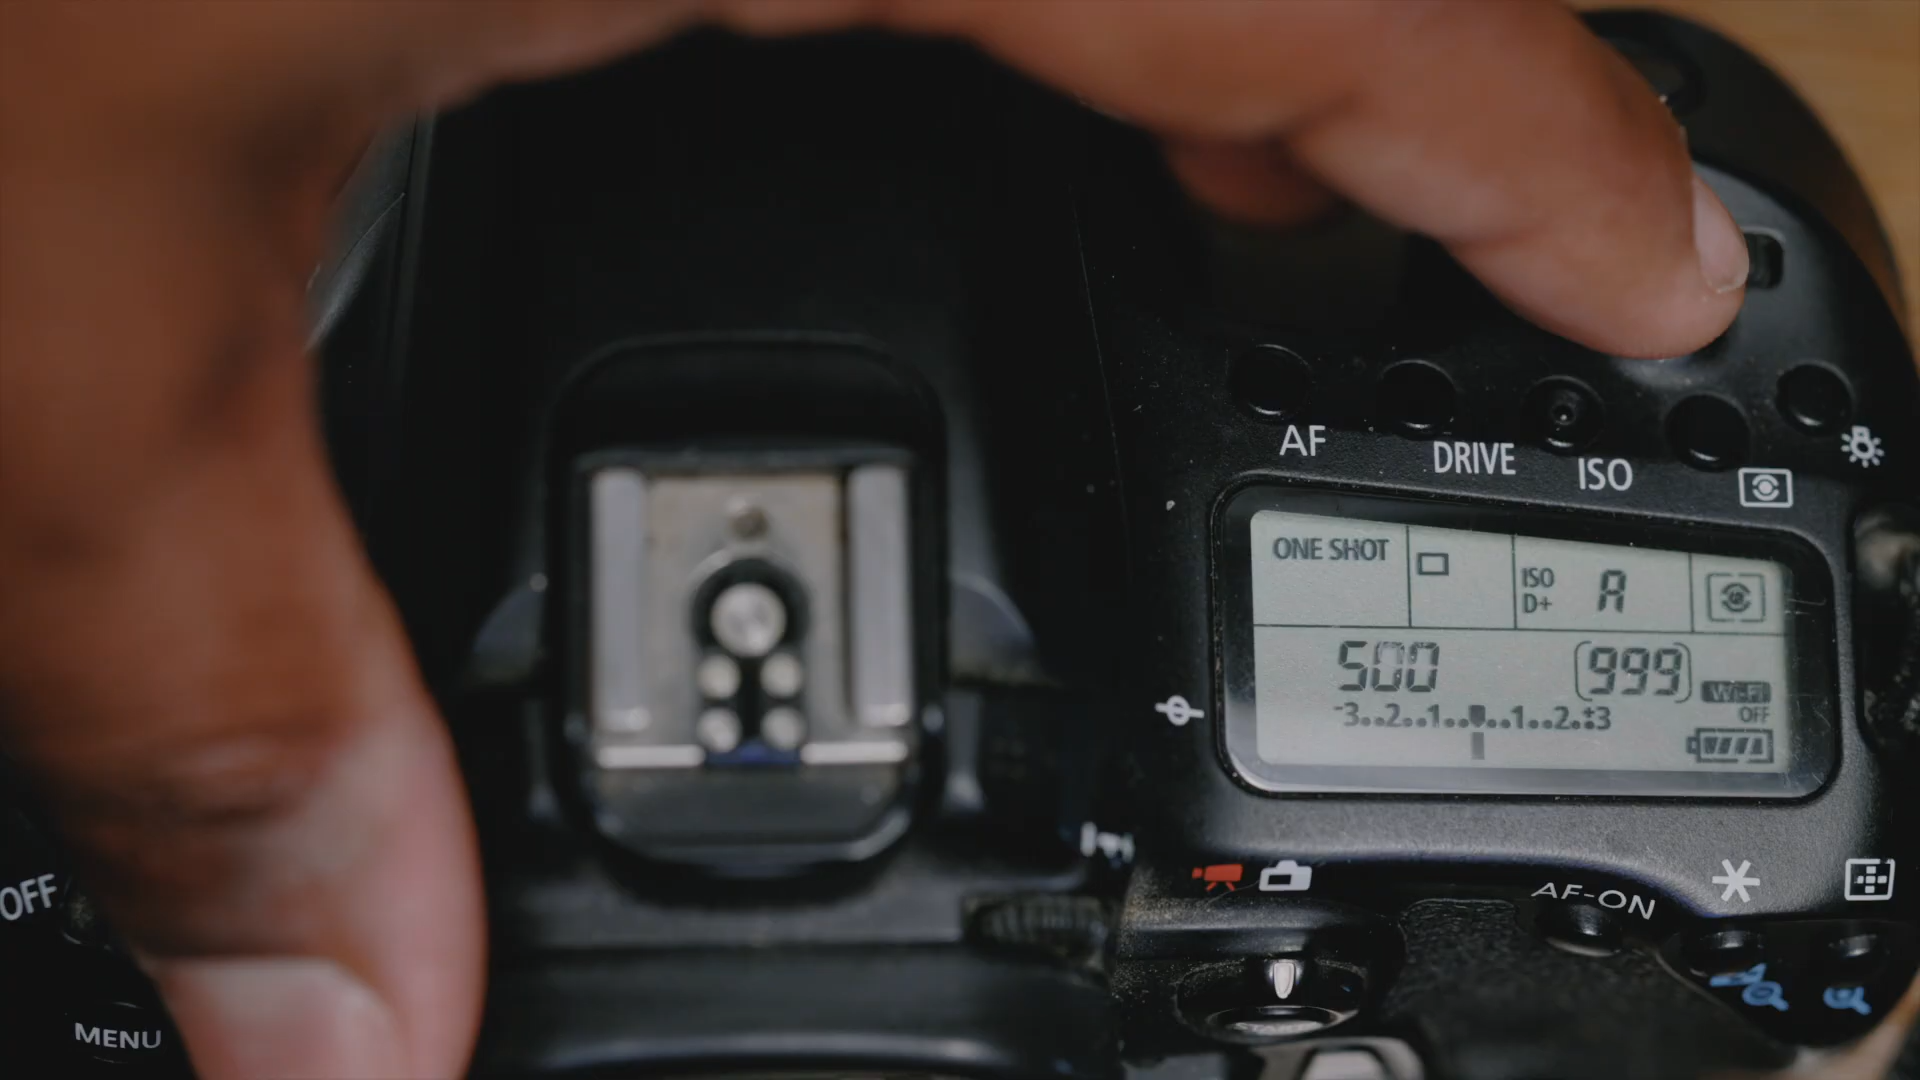 AF
DRIVE
ISO
ONE SHOT
ISO
D+
A
500
(999)
Wi-Fi
OFF
-3..2..1..▼..1..2.:+3
OFF
AF-ON
MENU